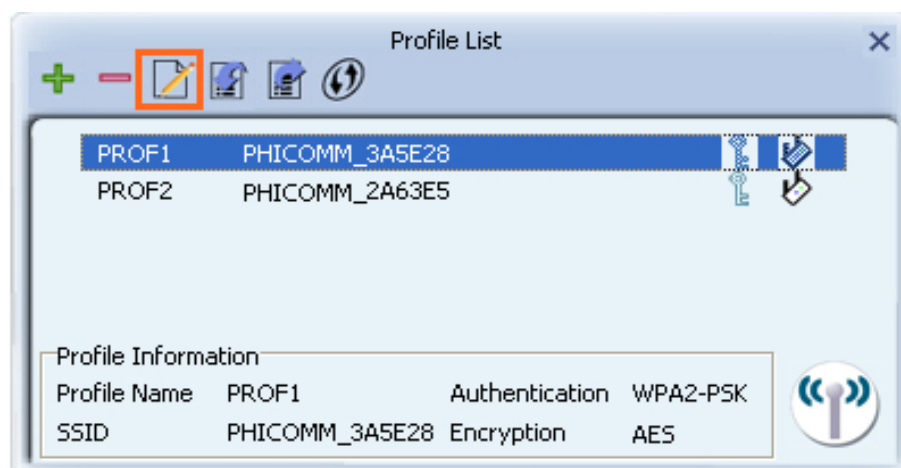 Profile List
PROF1 PHICOMM_3A5E28
PROF2 PHICOMM_2A63E5
Profile Information
Profile Name PROF1 Authentication WPA2-PSK
SSID PHICOMM_3A5E28 Encryption AES